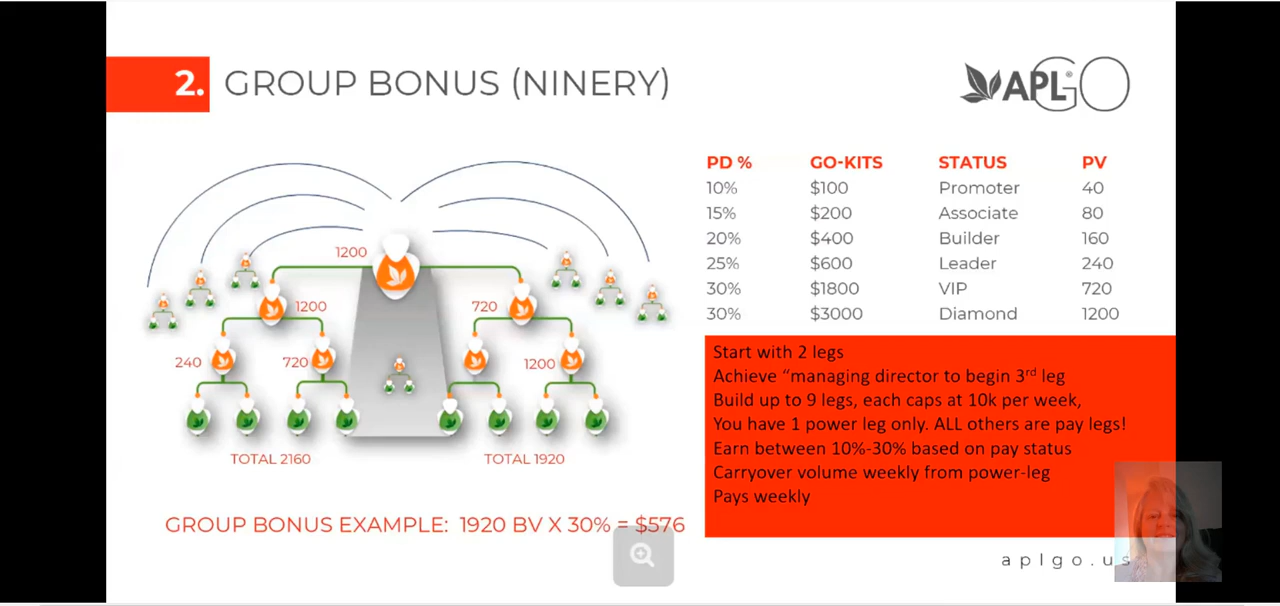 2. GROUP BONUS (NINERY)
APL® GO
PD % GO-KITS STATUS PV
10% $100 Promoter 40
15% $200 Associate 80
20% $400 Builder 160
25% $600 Leader 240
30% $1800 VIP 720
30% $3000 Diamond 1200
1200
1200 720
240 720 1200
TOTAL 2160 TOTAL 1920
GROUP BONUS EXAMPLE: 1920 BV X 30% = $576
Start with 2 legs
Achieve “managing director to begin 3rd leg
Build up to 9 legs, each caps at 10k per week,
You have 1 power leg only. ALL others are pay legs!
Earn between 10%-30% based on pay status
Carryover volume weekly from power-leg
Pays weekly
aplgo.us